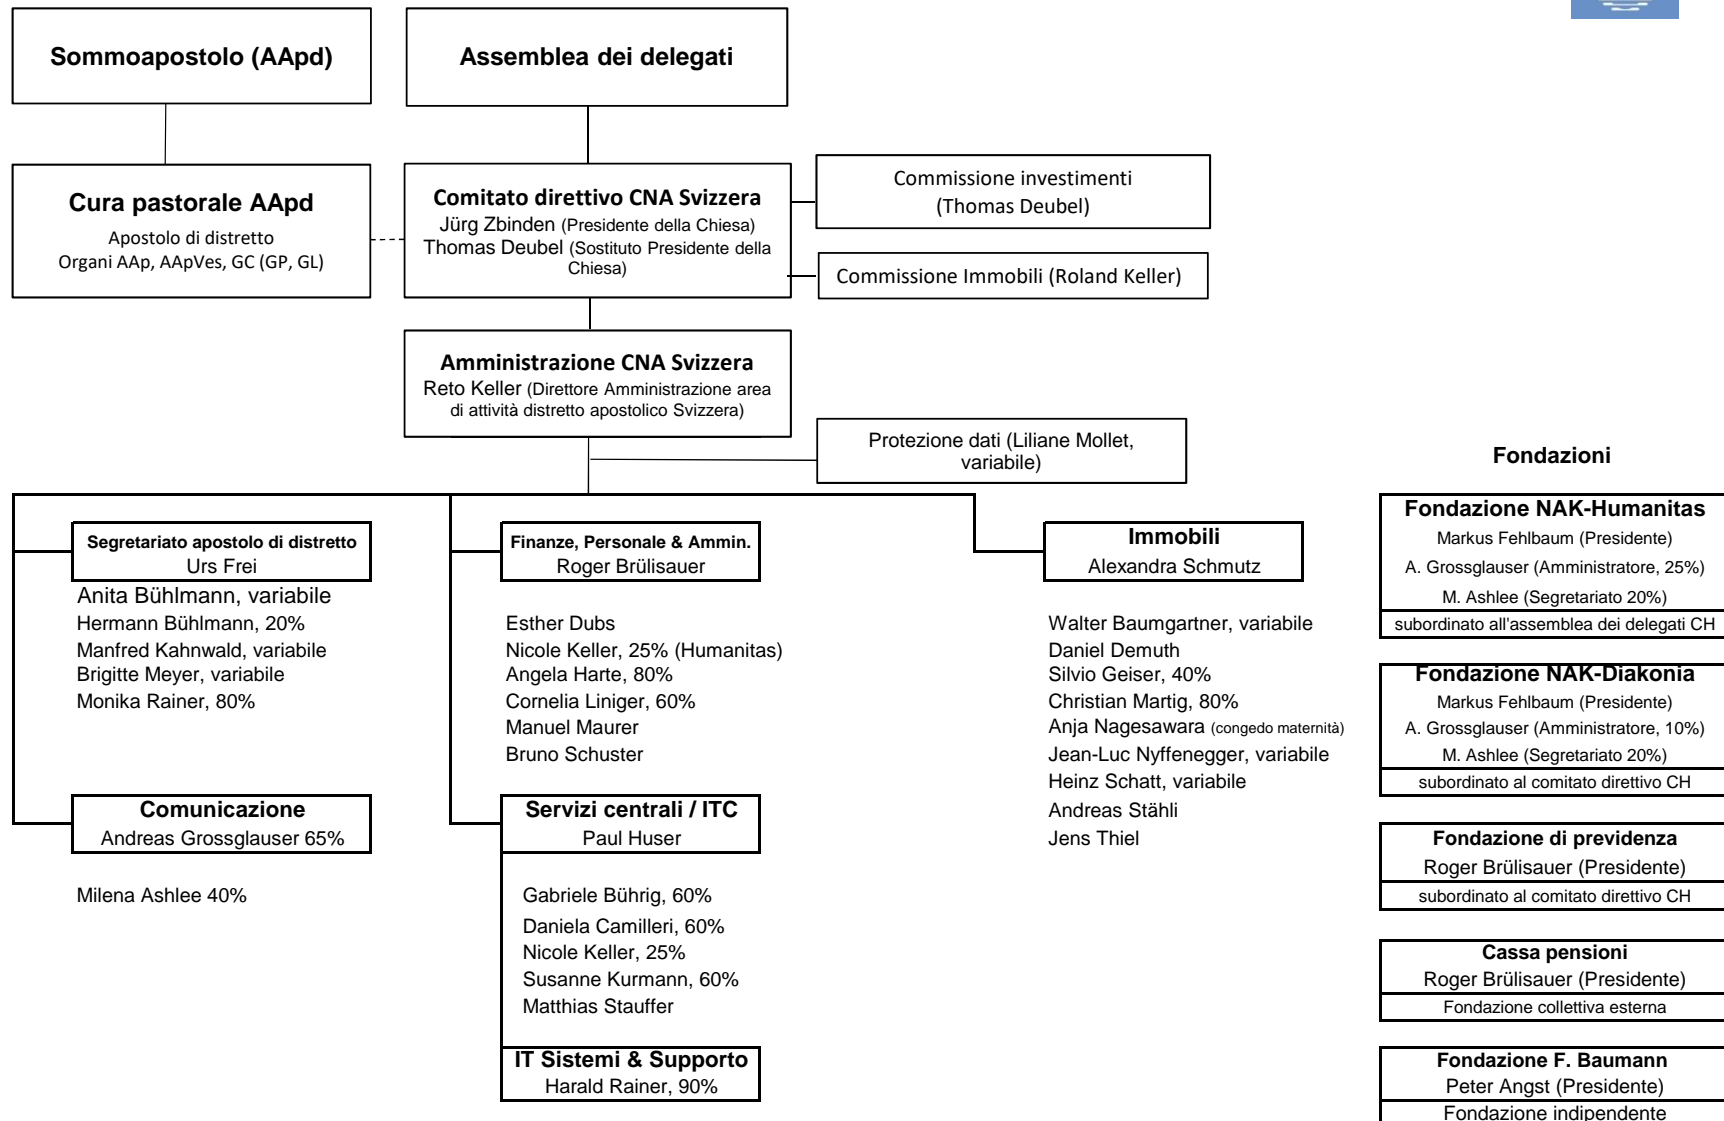 Sommoapostolo (AApd)
Assemblea dei delegati
Cura pastorale AApd
Apostolo di distretto
Organi AAp, AApVes, GC (GP, GL)
Comitato direttivo CNA Svizzera
Jürg Zbinden (Presidente della Chiesa)
Thomas Deubel (Sostituto Presidente della
Chiesa)
Commissione investimenti
(Thomas Deubel)
Commissione Immobili (Roland Keller)
Amministrazione CNA Svizzera
Reto Keller (Direttore Amministrazione area
di attività distretto apostolico Svizzera)
Protezione dati (Liliane Mollet,
variabile)
Segretariato apostolo di distretto
Urs Frei
Anita Bühlmann, variabile
Hermann Bühlmann, 20%
Manfred Kahnwald, variabile
Brigitte Meyer, variabile
Monika Rainer, 80%
Comunicazione
Andreas Grossglauser 65%
Milena Ashlee 40%
Finanze, Personale & Ammin.
Roger Brülisauer
Esther Dubs
Nicole Keller, 25% (Humanitas)
Angela Harte, 80%
Cornelia Liniger, 60%
Manuel Maurer
Bruno Schuster
Servizi centrali / ITC
Paul Huser
Gabriele Bührig, 60%
Daniela Camilleri, 60%
Nicole Keller, 25%
Susanne Kurmann, 60%
Matthias Stauffer
IT Sistemi & Supporto
Harald Rainer, 90%
Immobili
Alexandra Schmutz
Walter Baumgartner, variabile
Daniel Demuth
Silvio Geiser, 40%
Christian Martig, 80%
Anja Nagesawara (congedo maternità)
Jean-Luc Nyffenegger, variabile
Heinz Schatt, variabile
Andreas Stähli
Jens Thiel
Fondazioni
Fondazione NAK-Humanitas
Markus Fehlbaum (Presidente)
A. Grossglauser (Amministratore, 25%)
M. Ashlee (Segretariato 20%)
subordinato all'assemblea dei delegati CH
Fondazione NAK-Diakonia
Markus Fehlbaum (Presidente)
A. Grossglauser (Amministratore, 10%)
M. Ashlee (Segretariato 20%)
subordinato al comitato direttivo CH
Fondazione di previdenza
Roger Brülisauer (Presidente)
subordinato al comitato direttivo CH
Cassa pensioni
Roger Brülisauer (Presidente)
Fondazione collettiva esterna
Fondazione F. Baumann
Peter Angst (Presidente)
Fondazione indipendente